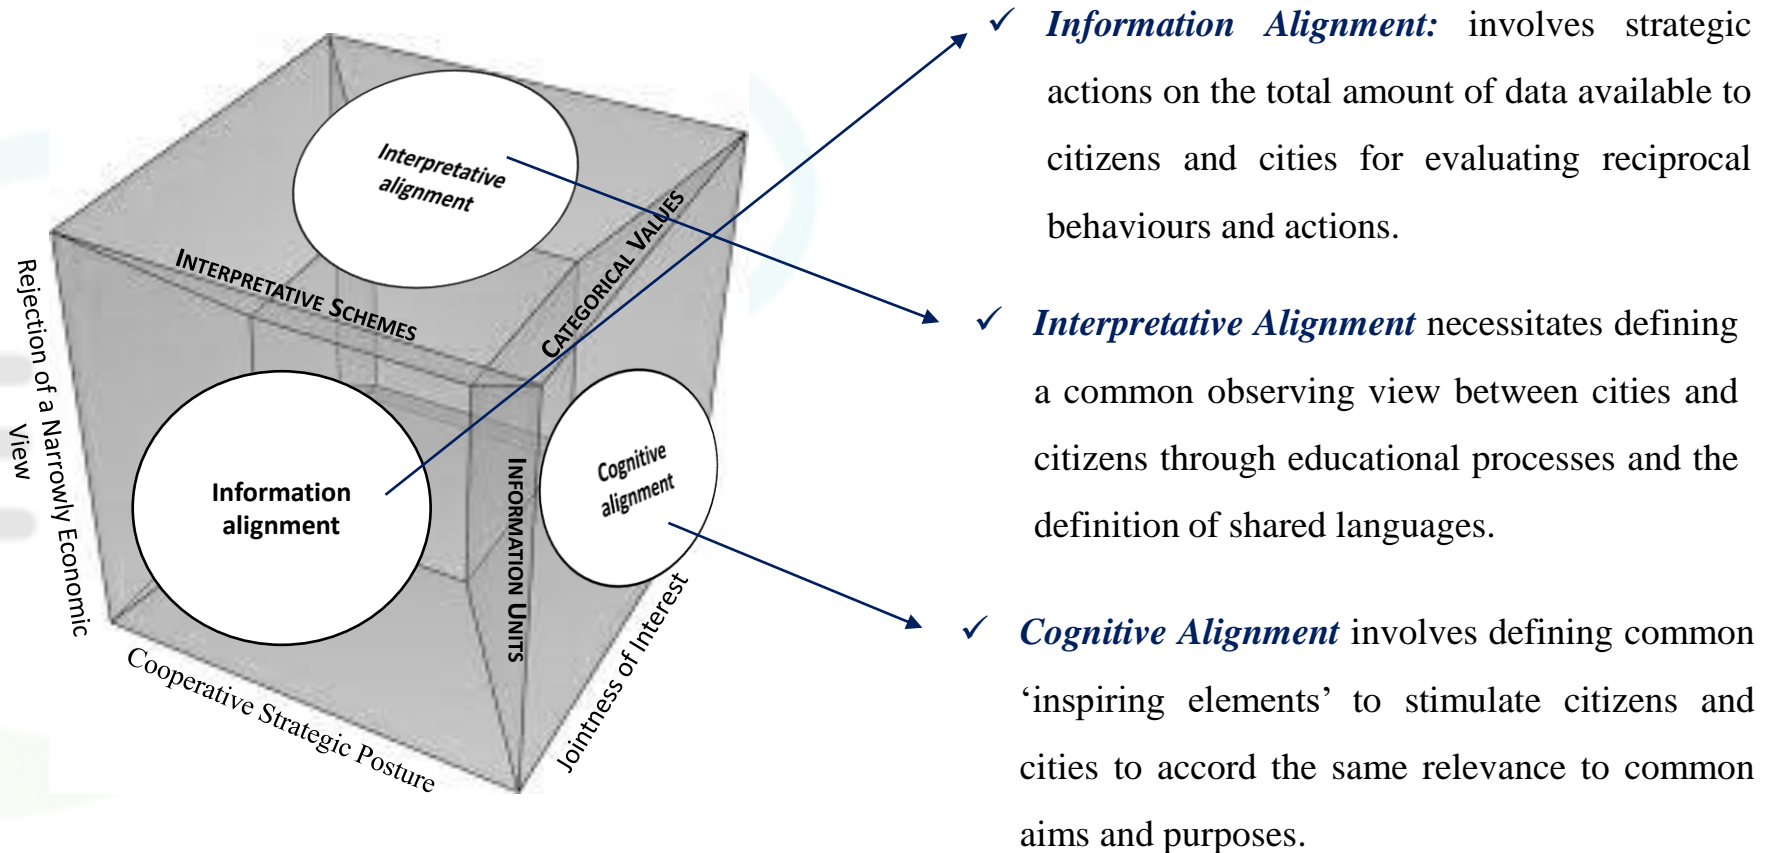 Interpretative
alignment
INTERPRETATIVE SCHEMES
CATEGORICAL VALUES
Rejection of a Narrowly Economic
View
Information
alignment
INFORMATION UNITS
Cognitive
alignment
Cooperative Strategic Posture
Jointness of Interest
✓ Information Alignment: involves strategic
actions on the total amount of data available to
citizens and cities for evaluating reciprocal
behaviours and actions.
✓ Interpretative Alignment necessitates defining
a common observing view between cities and
citizens through educational processes and the
definition of shared languages.
✓ Cognitive Alignment involves defining common
‘inspiring elements’ to stimulate citizens and
cities to accord the same relevance to common
aims and purposes.